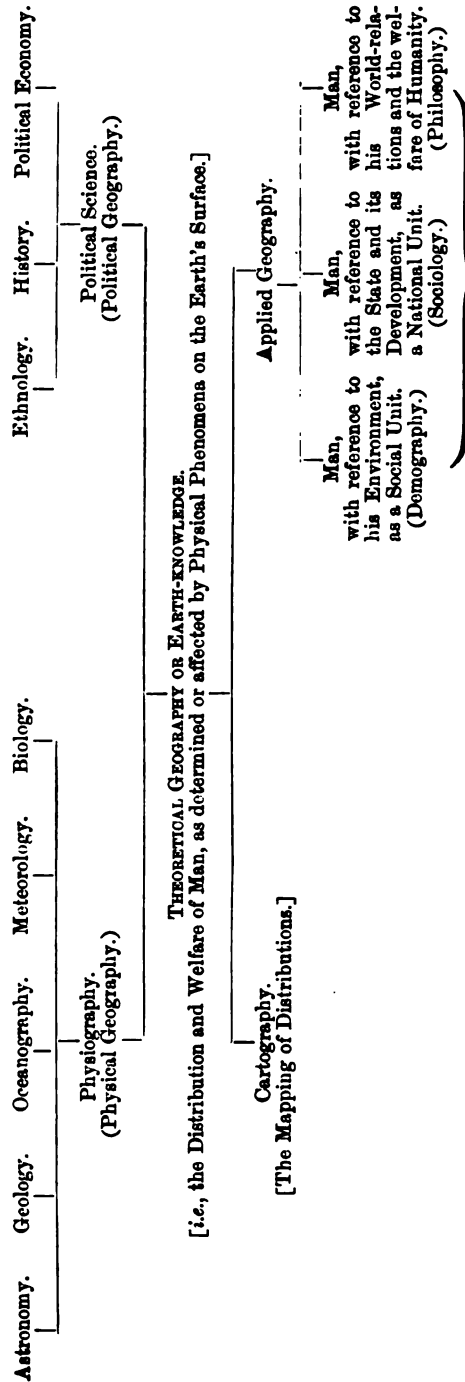 Astronomy. Geology. Oceanography. Meteorology. Biology. Ethnology. History. Political Economy.
Physiography. Political Science.
(Physical Geography.) (Political Geography.)
THEORETICAL GEOGRAPHY OR EARTH-KNOWLEDGE.
[i.e., the Distribution and Welfare of Man, as determined or affected by Physical Phenomena on the Earth's Surface.]
Cartography. Applied Geography.
[The Mapping of Distributions.]
Man,
with reference to
his Environment,
as a Social Unit.
(Demography.)
Man,
with reference to
the State and its
Development, as
a National Unit.
(Sociology.)
Man,
with reference to
his World-rela-
tions and the wel-
fare of Humanity.
(Philosophy.)